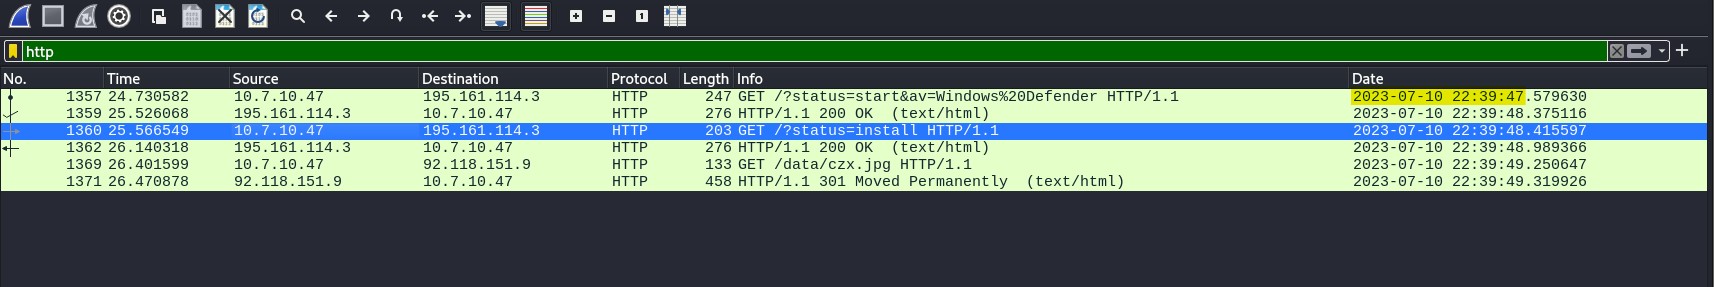 http
No. Time Source Destination Protocol Length Info Date
1357 24.730582 10.7.10.47 195.161.114.3 HTTP 247 GET /?status=start&av=Windows%20Defender HTTP/1.1 2023-07-10 22:39:47.579630
1359 25.526068 195.161.114.3 10.7.10.47 HTTP 276 HTTP/1.1 200 OK (text/html) 2023-07-10 22:39:48.375116
1360 25.566549 10.7.10.47 195.161.114.3 HTTP 203 GET /?status=install HTTP/1.1 2023-07-10 22:39:48.415597
1362 26.140318 195.161.114.3 10.7.10.47 HTTP 276 HTTP/1.1 200 OK (text/html) 2023-07-10 22:39:48.989366
1369 26.401599 10.7.10.47 92.118.151.9 HTTP 133 GET /data/czx.jpg HTTP/1.1 2023-07-10 22:39:49.250647
1371 26.470878 92.118.151.9 10.7.10.47 HTTP 458 HTTP/1.1 301 Moved Permanently (text/html) 2023-07-10 22:39:49.319926